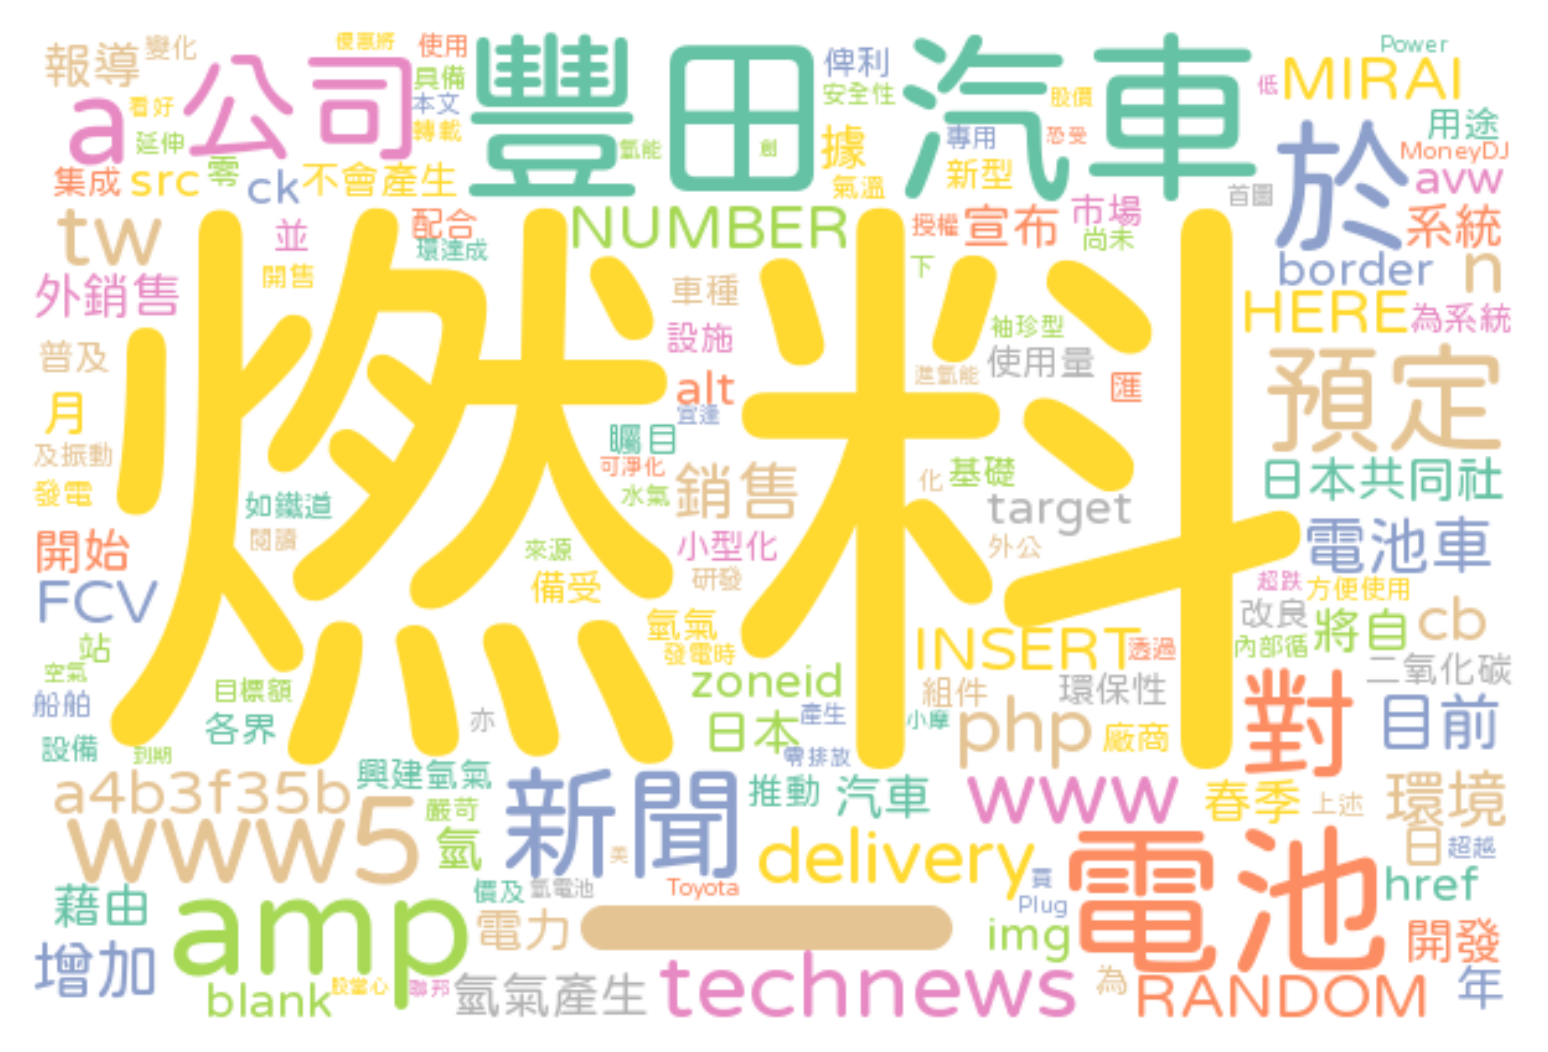 報導
變化
優惠將
使用
豐田汽車
俾利
Power
a
看好
公司
具備
本文
轉載
安全性
股價
低
MIRAI
延伸
氫能
創
據
專用
恐受
用途
MoneyDJ
集成
src
零
ck
不會產生
氣溫
新型
首圖
於
avw
tw
並
配合
環達成
NUMBER
授權
宣布
市場
尚未
系統
外銷售
開售
車種
下
border
n
燃料
設施
袖珍型
HERE
為系統
普及
alt
宜逢
進氫能
使用量
匯
預定
月
矚目
及振動
可淨化
銷售
化
基礎
日本共同社
發電
如鐵道
水氣
target
電池車
開始
閱讀
來源
小型化
外公
FCV
備受
研發
超跌
方便使用
氫氣
改良
將自
cb
站
發電時
INSERT
透過
內部循
空氣
二氧化碳
目標額
zoneid
組件
環保性
船舶
各界
亦
日本
產生
小摩
php
廠商
對
目前
設備
到期
零排放
a4b3f35b
興建氫氣
新聞
推動
汽車
www
春季
上述
環境
www5
嚴苛
氫
美
delivery
電池
日
超越
藉由
amp
價及
氫電池
Toyota
買
Plug
href
電力
一
img
開發
增加
blank
股當心
聯邦
氫氣產生
technews
為
RANDOM
年